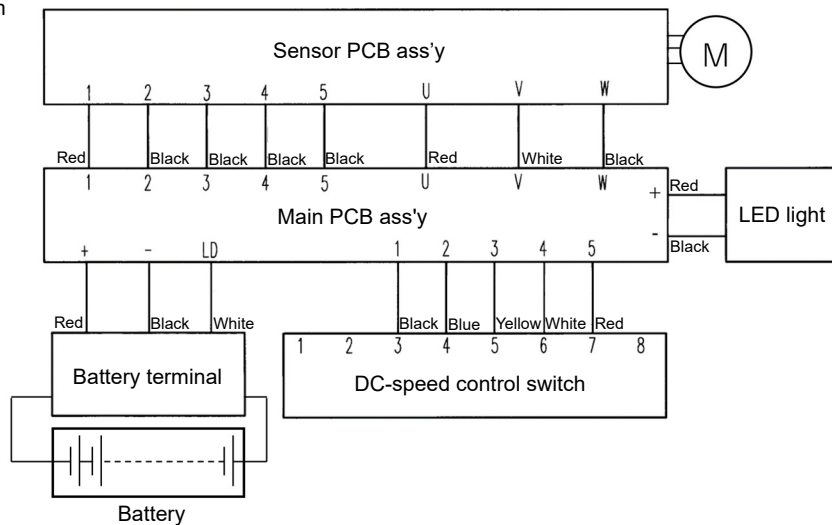 n
Sensor PCB ass'y
M
1 2 3 4 5 U V W
Red Black Black Black Black Red White Black
1 2 3 4 5 U V W
+ Red
Main PCB ass'y
LED light
- Black
+ − LD 1 2 3 4 5
Red Black White Black Blue Yellow White Red
1 2 3 4 5 6 7 8
Battery terminal
DC-speed control switch
Battery